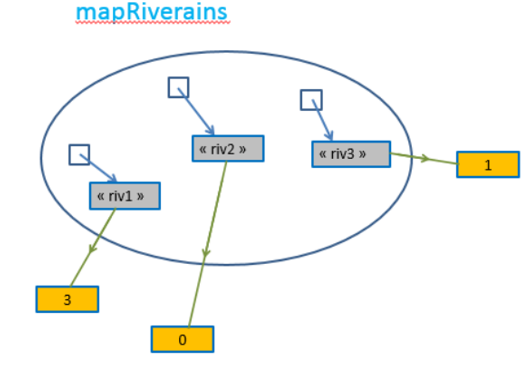 mapRiverains
« riv2 »
« riv3 »
1
« riv1 »
3
0